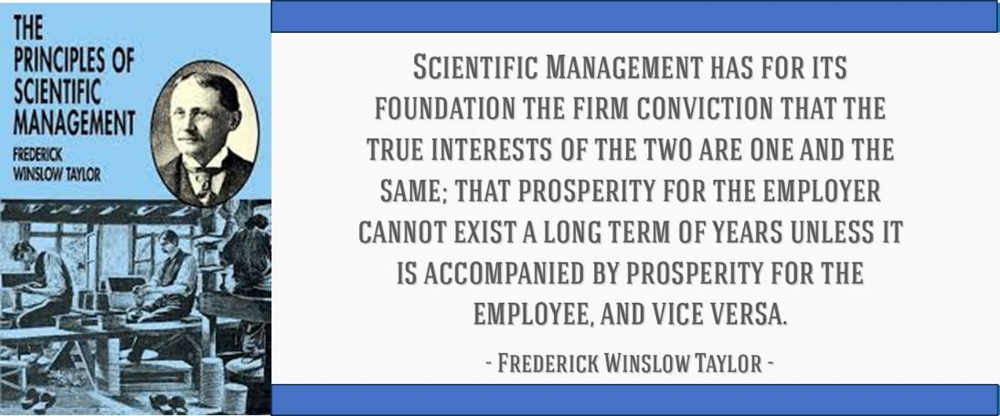 THE
PRINCIPLES OF
SCIENTIFIC
MANAGEMENT
FREDERICK
WINSLOW TAYLOR
SCIENTIFIC MANAGEMENT HAS FOR ITS
FOUNDATION THE FIRM CONVICTION THAT THE
TRUE INTERESTS OF THE TWO ARE ONE AND THE
SAME; THAT PROSPERITY FOR THE EMPLOYER
CANNOT EXIST A LONG TERM OF YEARS UNLESS IT
IS ACCOMPANIED BY PROSPERITY FOR THE
EMPLOYEE, AND VICE VERSA.
- FREDERICK WINSLOW TAYLOR -